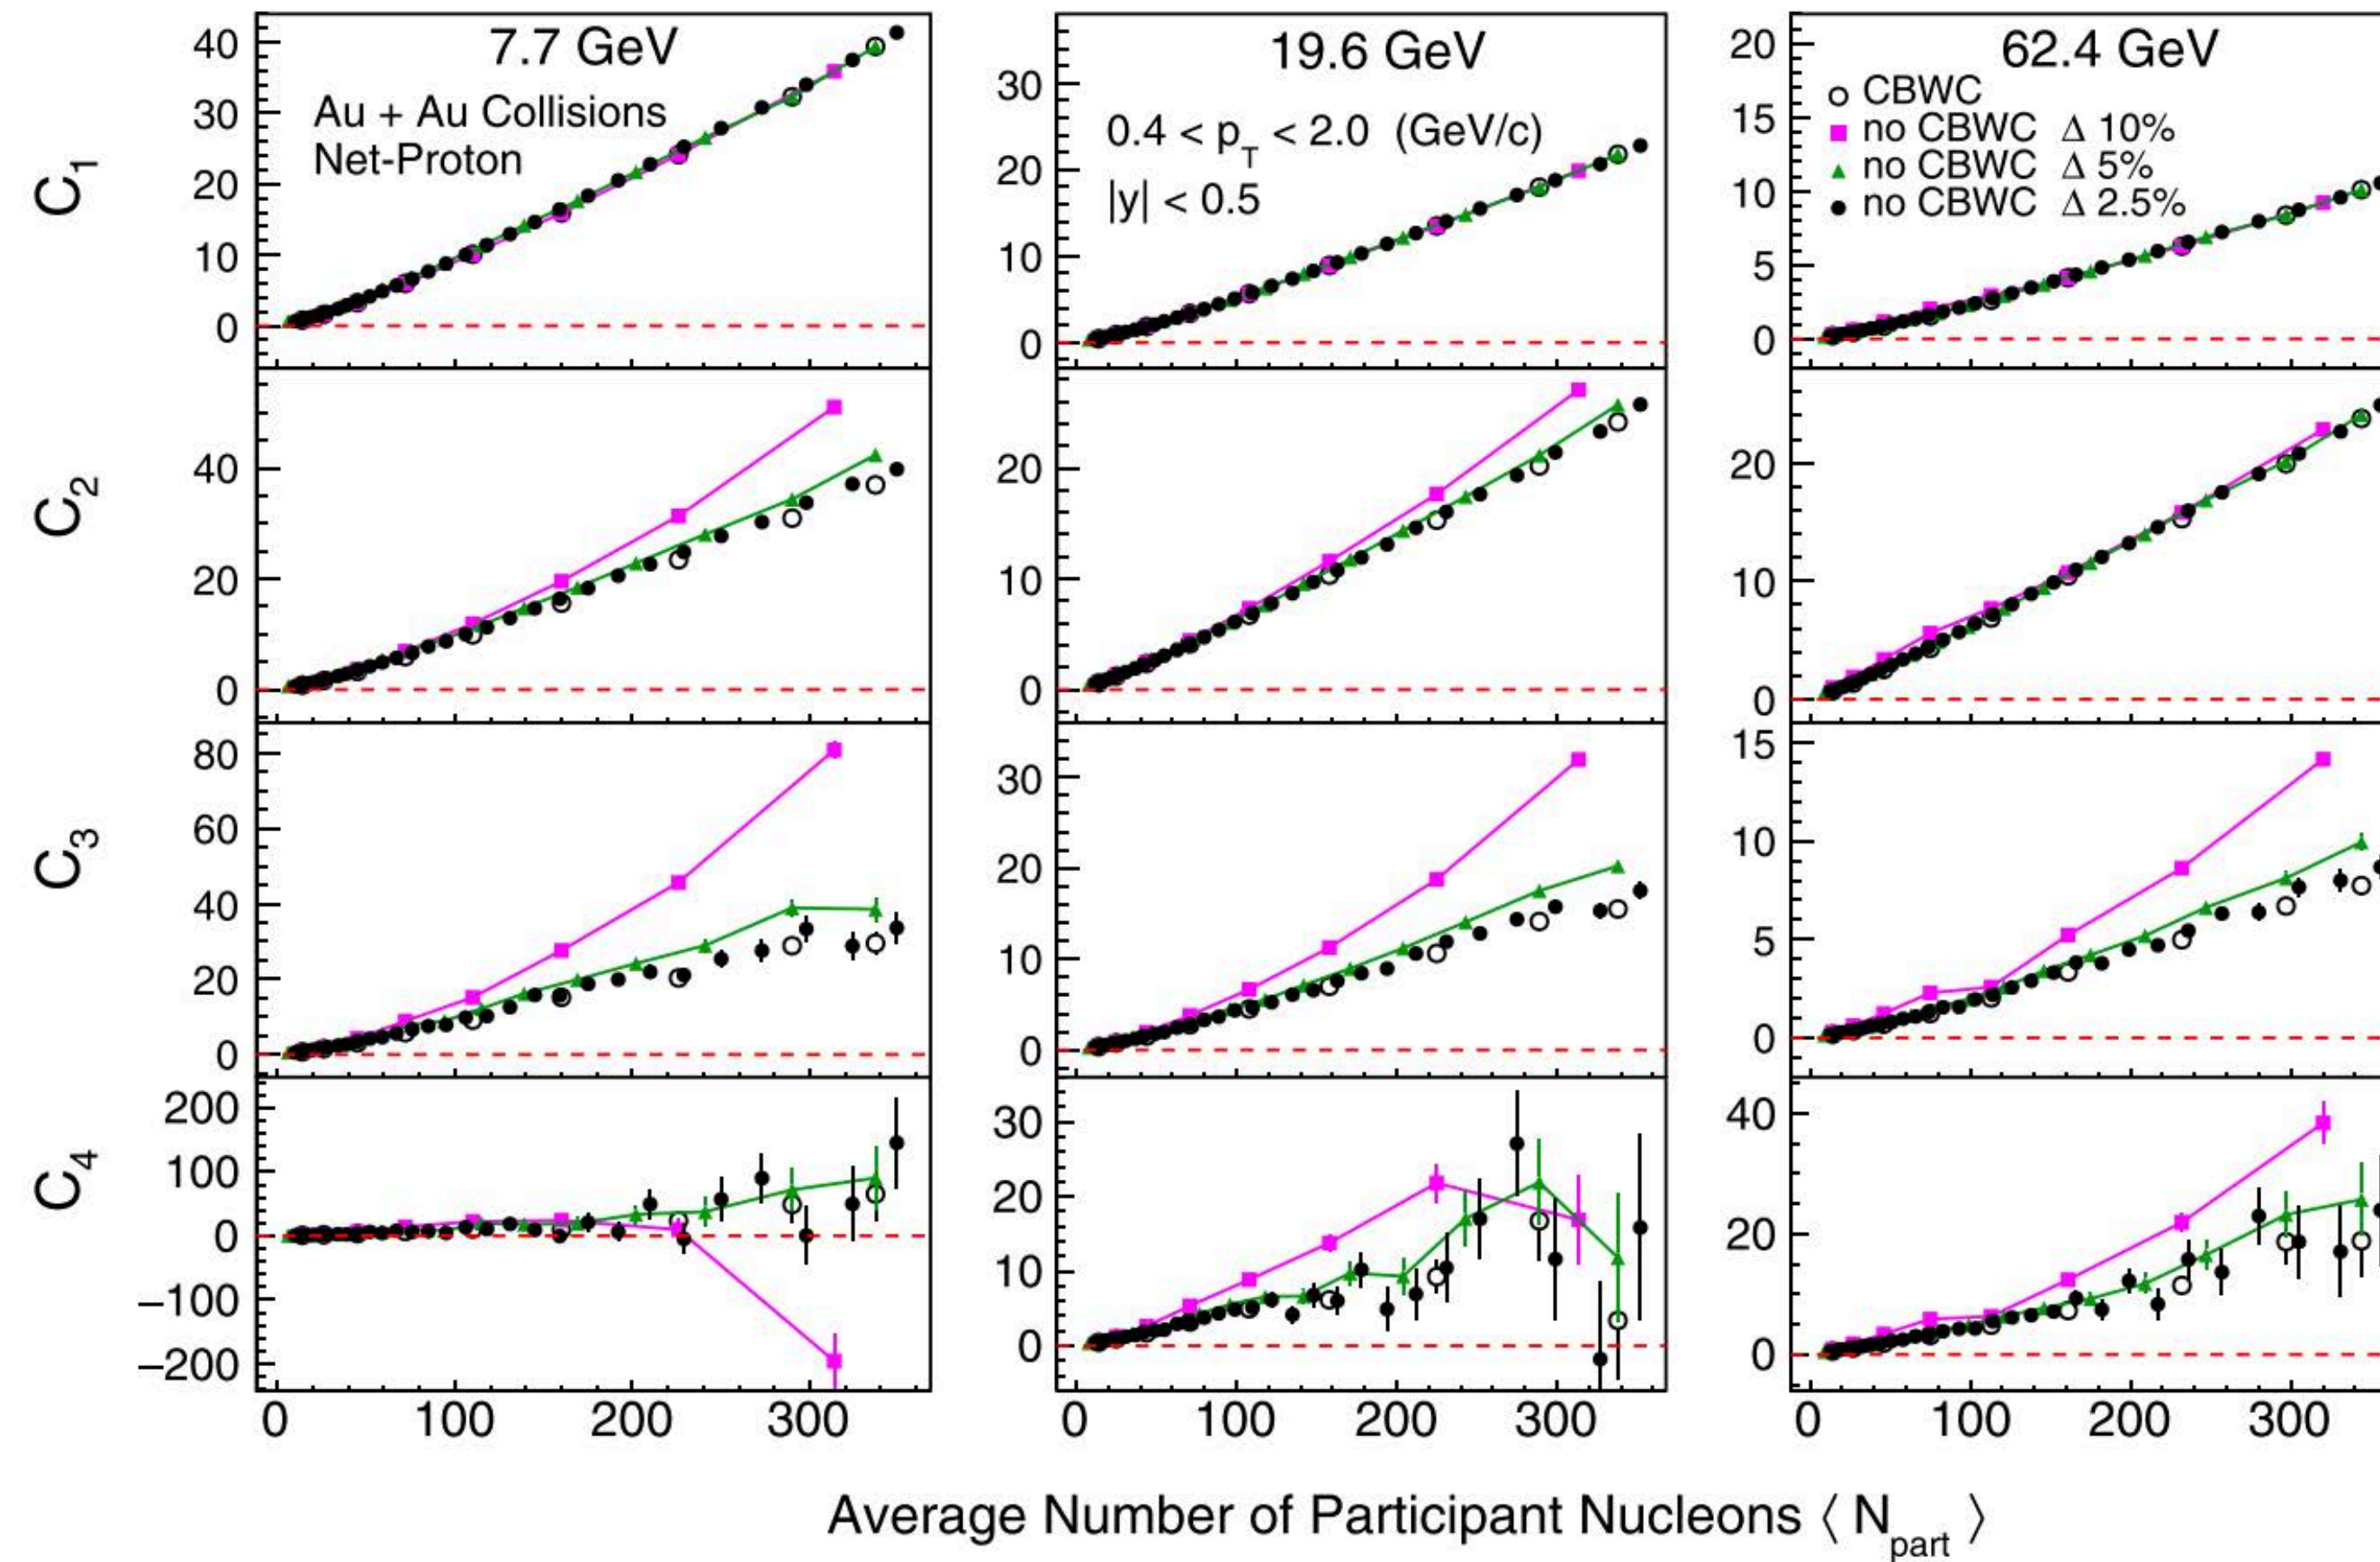 7.7 GeV
Au + Au Collisions
Net-Proton
C1
40
30
20
10
0
19.6 GeV
0.4 < pT < 2.0 (GeV/c)
|y| < 0.5
30
20
10
0
62.4 GeV
CBWC
no CBWC Δ 10%
no CBWC Δ 5%
no CBWC Δ 2.5%
20
15
10
5
0
C2
40
20
0
20
10
0
20
10
0
C3
80
60
40
20
0
30
20
10
0
15
10
5
0
C4
200
100
0
−100
−200
30
20
10
0
40
20
0
0 100 200 300
0 100 200 300
0 100 200 300
Average Number of Participant Nucleons ⟨ Npart ⟩